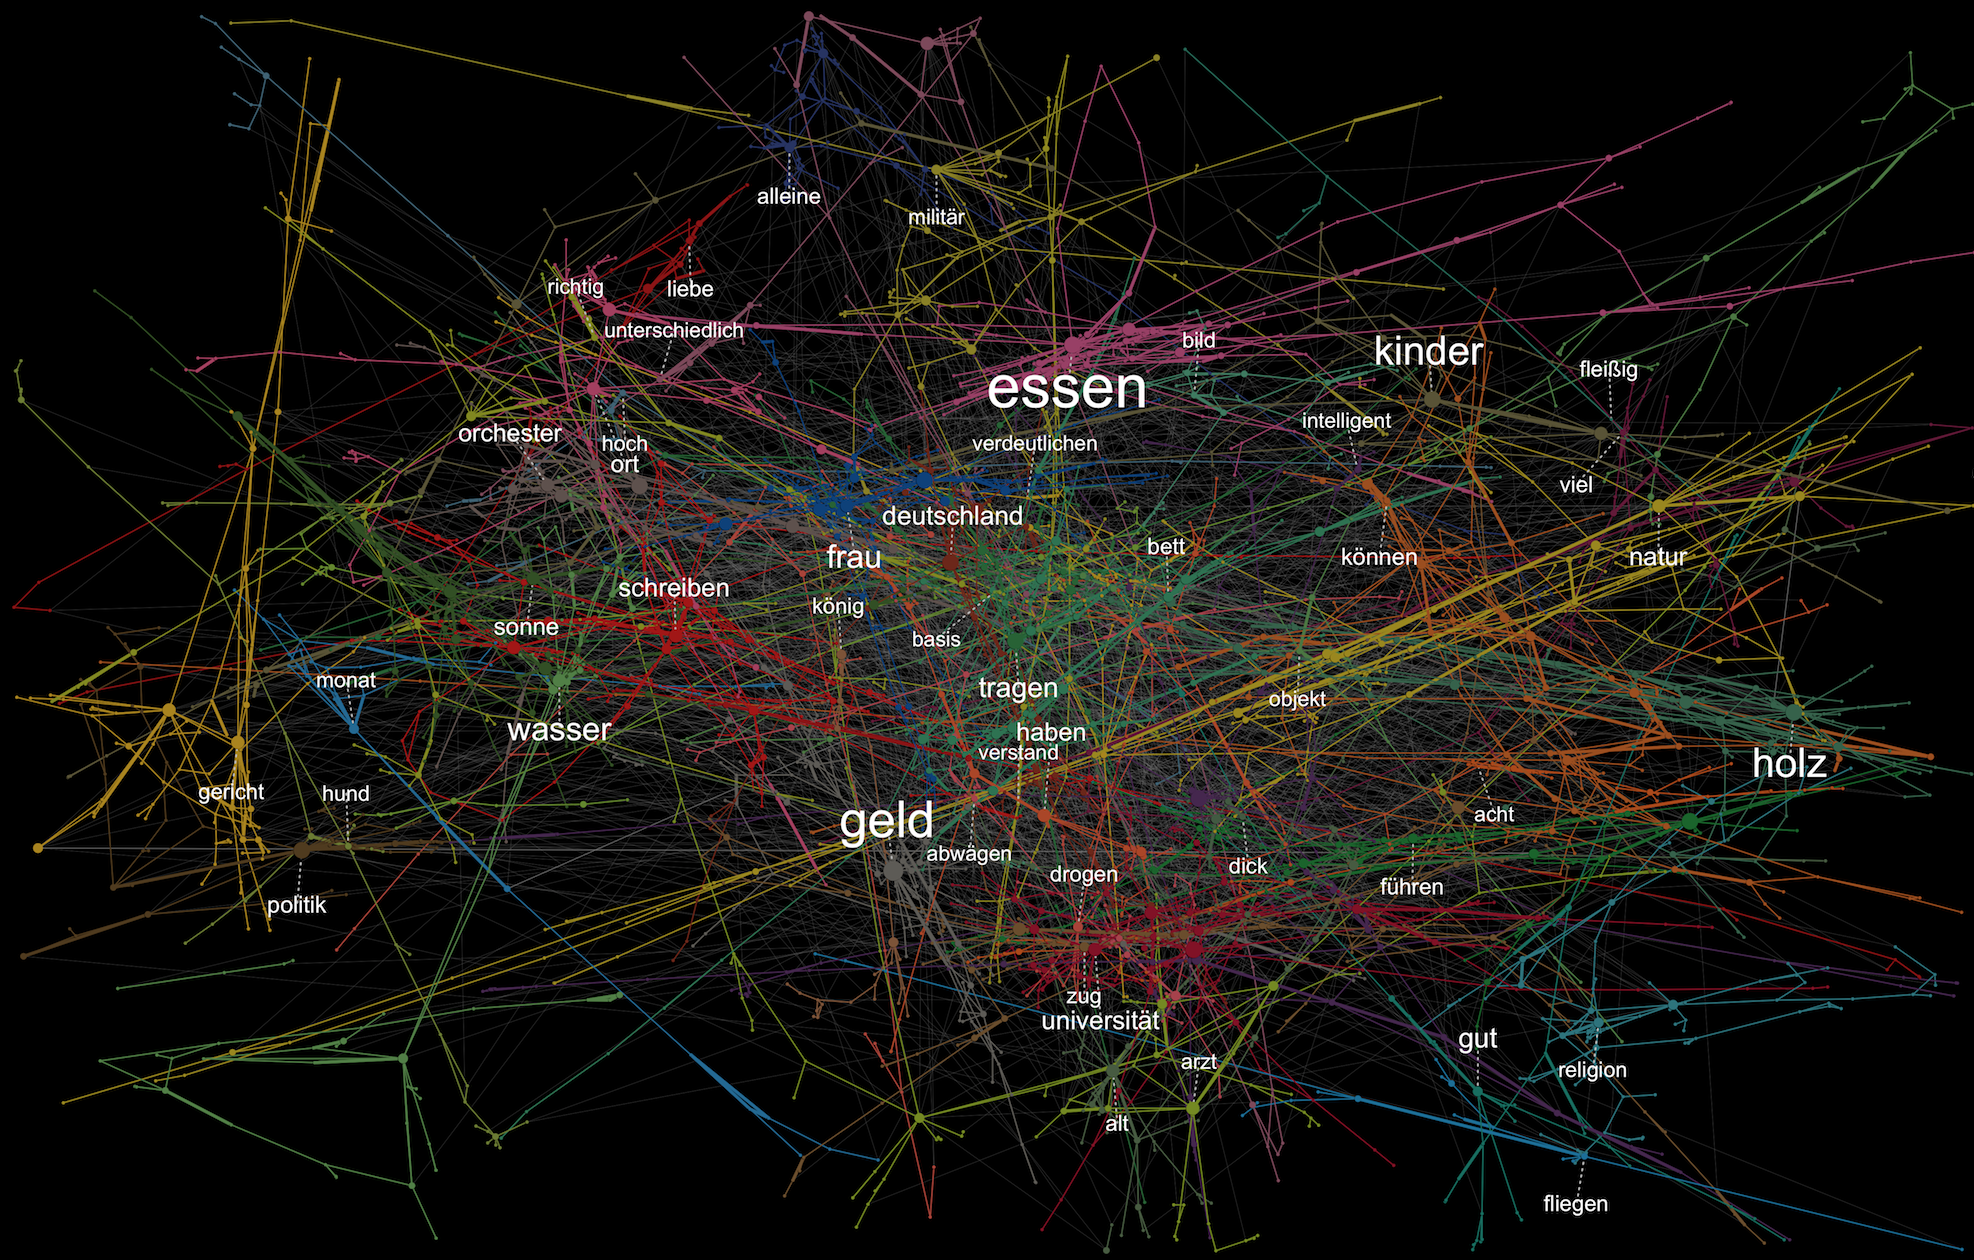 alleine
militär
richtig
liebe
unterschiedlich
bild
kinder
fleißig
essen
intelligent
orchester
hoch
verdeutlichen
ort
viel
deutschland
bett
frau
können
natur
schreiben
könig
sonne
basis
monat
tragen
objekt
wasser
haben
verstand
holz
gericht
hund
geld
acht
abwägen
dick
drogen
führen
politik
zug
universität
gut
arzt
religion
alt
fliegen